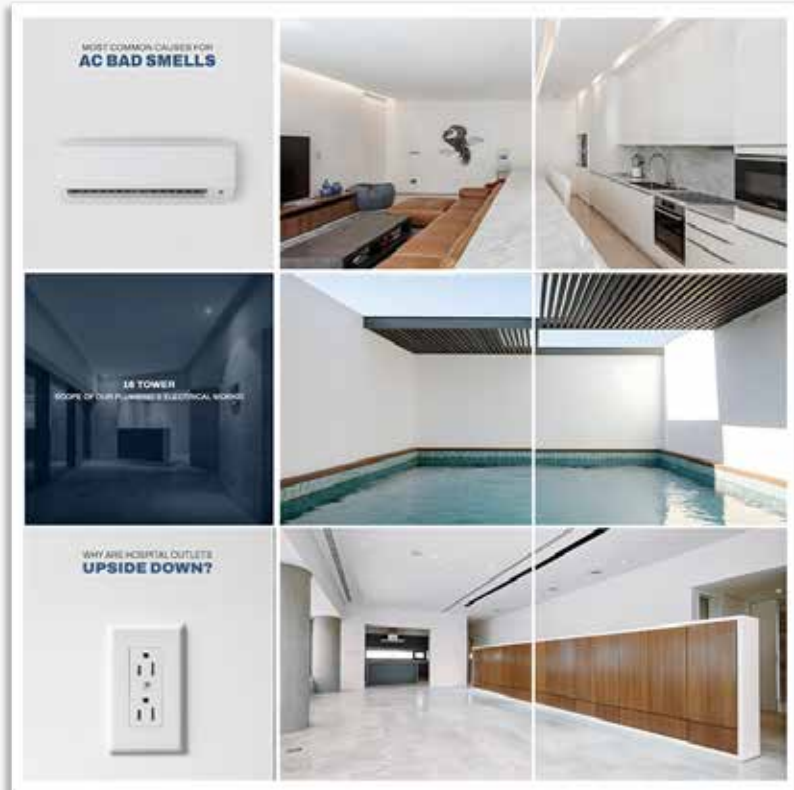 MOST COMMON CAUSES FOR
AC BAD SMELLS
16 TOWER
SCOPE OF OUR PLUMBING & ELECTRICAL WORKS
WHY ARE HOSPITAL OUTLETS
UPSIDE DOWN?